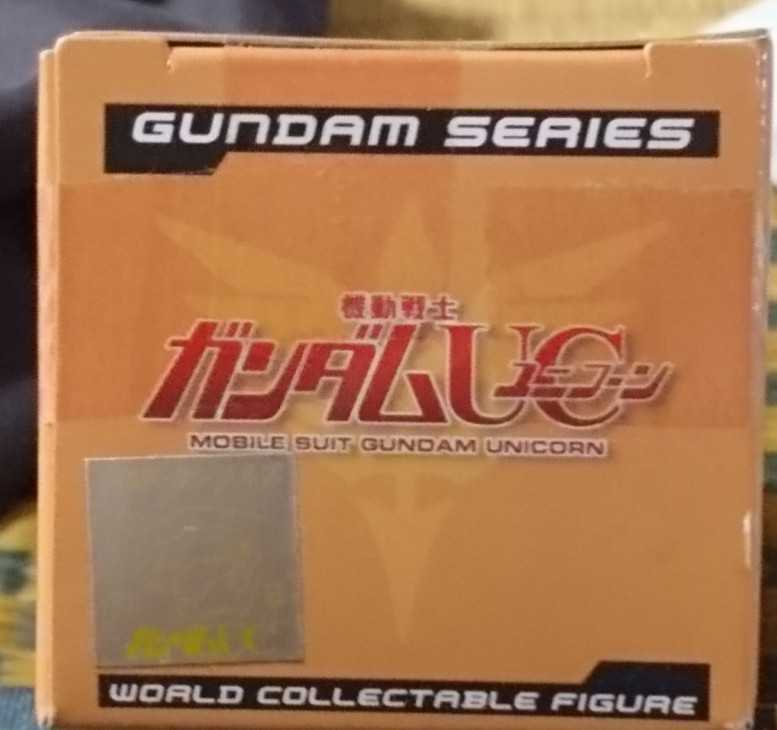 GUNDAM SERIES
機動戦士
ガンダムUC
ユニコーン
MOBILE SUIT GUNDAM UNICORN
WORLD COLLECTABLE FIGURE